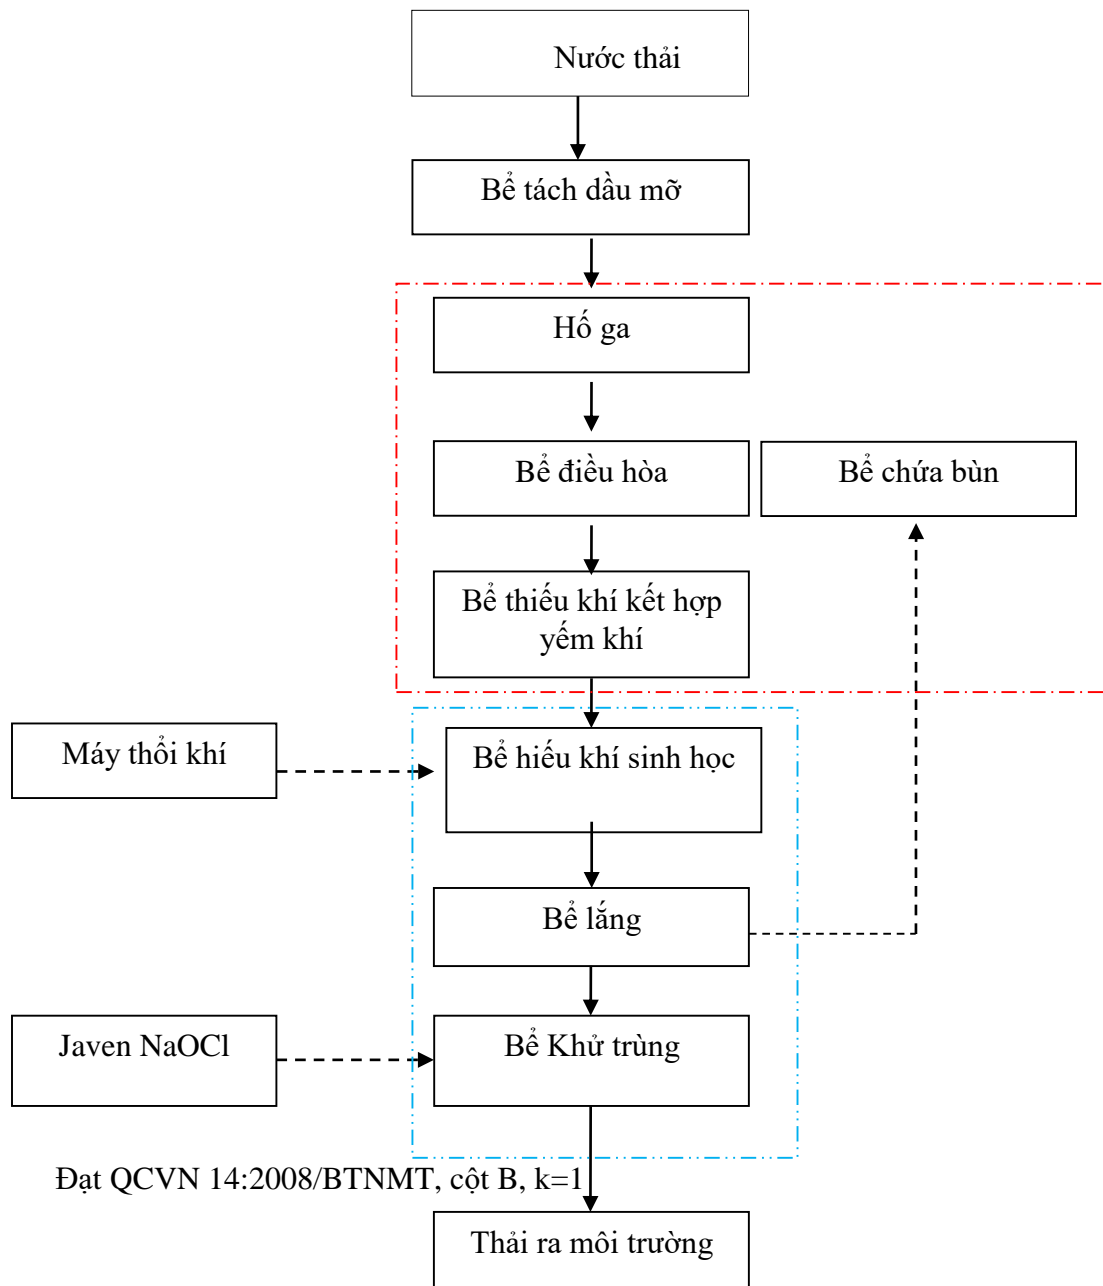 Nước thải
Bể tách dầu mỡ
Hố ga
Bể điều hòa
Bể chứa bùn
Bể thiếu khí kết hợp
yếm khí
Máy thổi khí
Bể hiếu khí sinh học
Bể lắng
Javen NaOCl
Bể Khử trùng
Đạt QCVN 14:2008/BTNMT, cột B, k=1
Thải ra môi trường